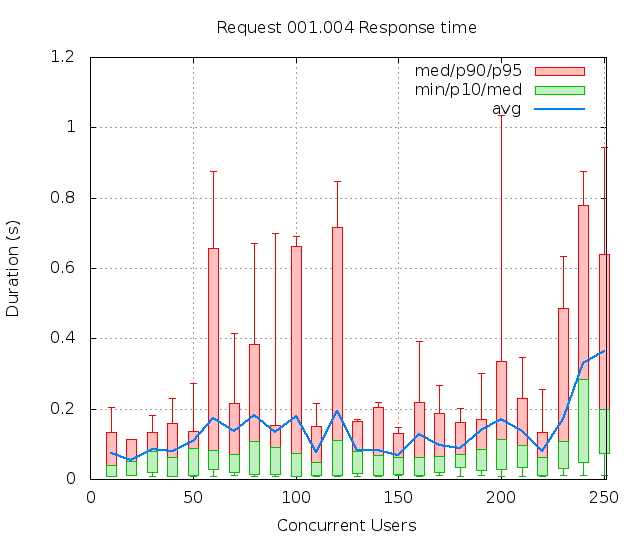 Request 001.004 Response time
1.2
1
0.8
0.6
0.4
0.2
0
Duration (s)
med/p90/p95
min/p10/med
avg
0 50 100 150 200 250
Concurrent Users